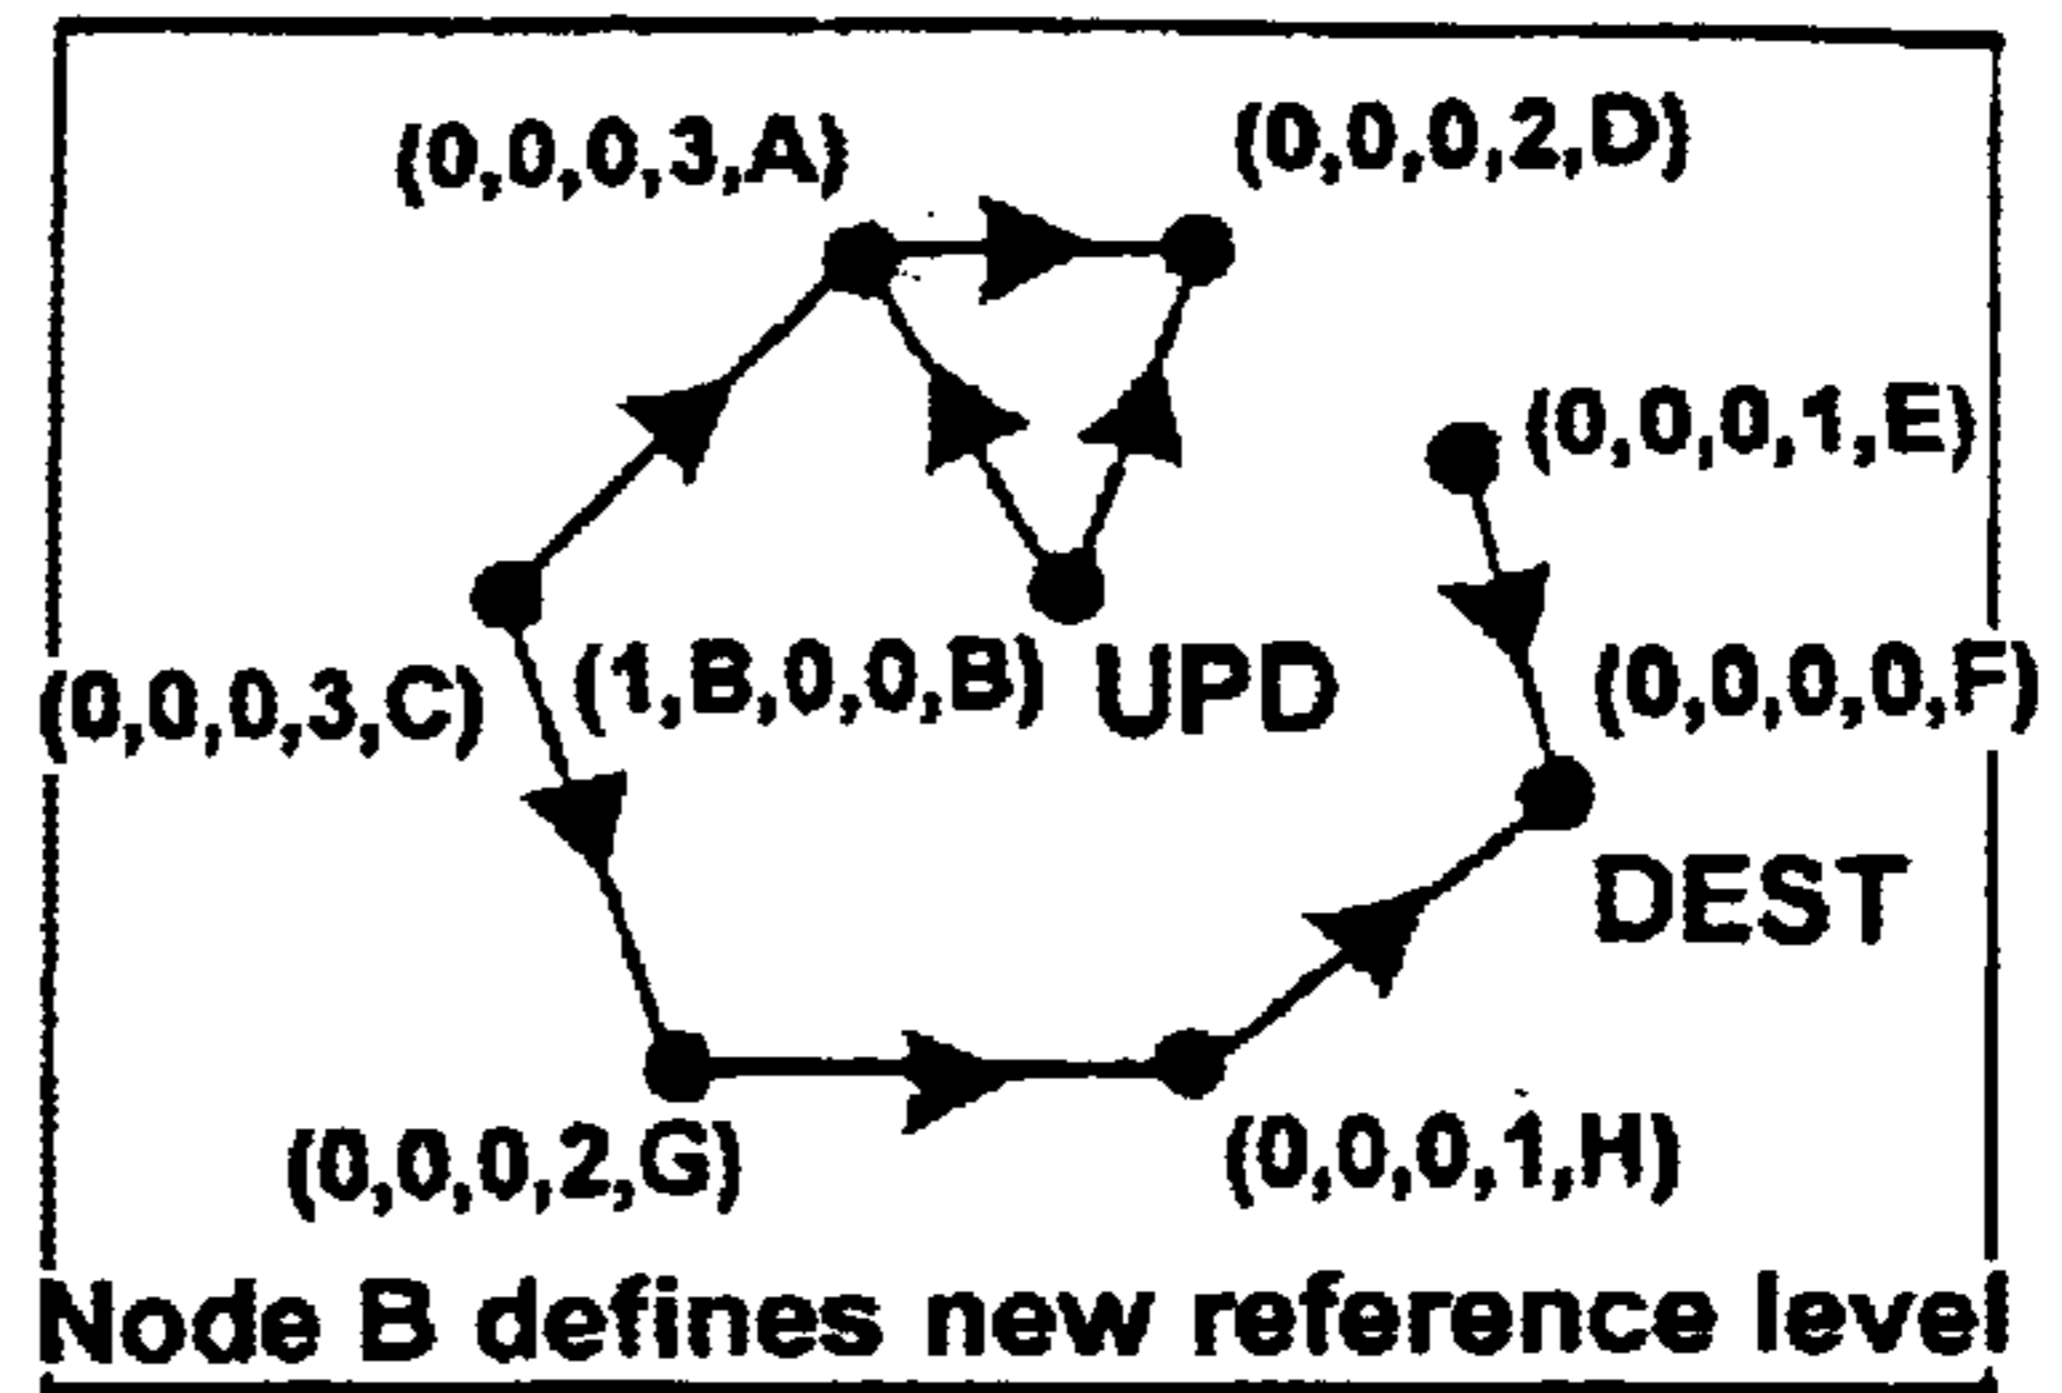 (0,0,0,3,A)
(0,0,0,2,D)
(0,0,0,1,E)
(0,0,0,3,C)
(1,B,0,0,B) UPD
(0,0,0,0,F)
DEST
(0,0,0,2,G)
(0,0,0,1,H)
Node B defines new reference level